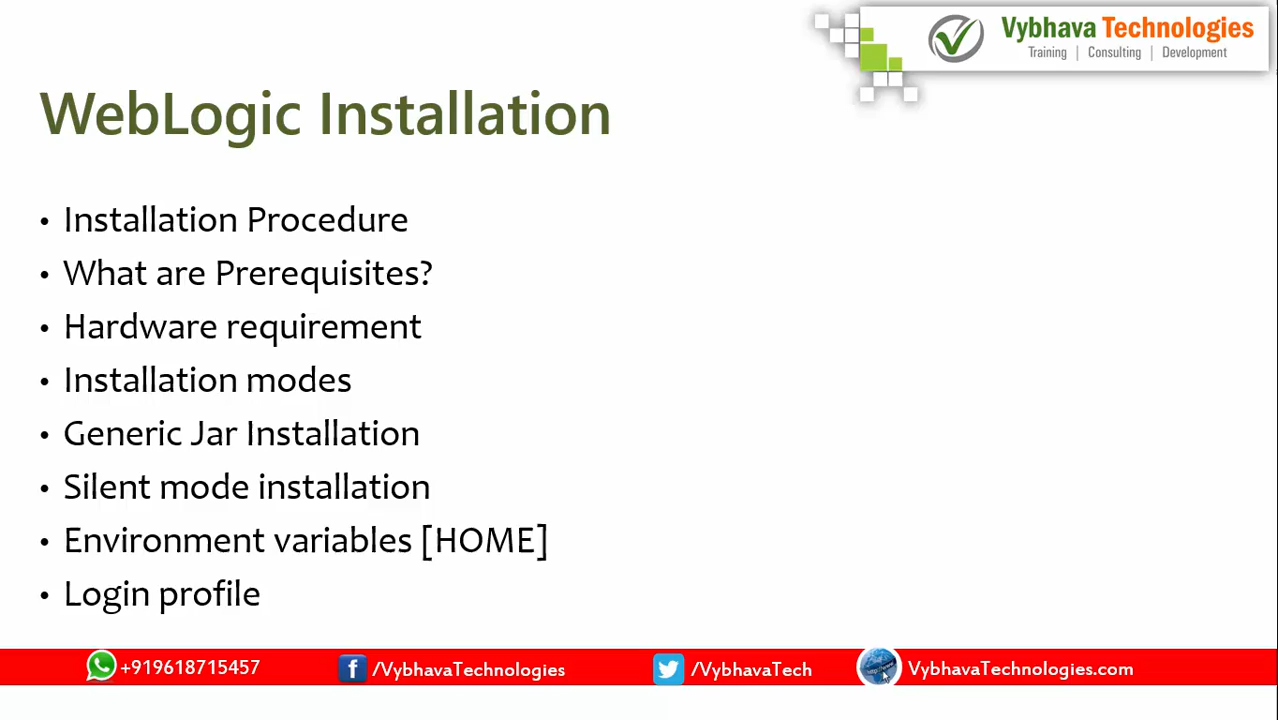 Vybhava Technologies
Training | Consulting | Development
WebLogic Installation
• Installation Procedure
• What are Prerequisites?
• Hardware requirement
• Installation modes
• Generic Jar Installation
• Silent mode installation
• Environment variables [HOME]
• Login profile
+919618715457 /VybhavaTechnologies /VybhavaTech VybhavaTechnologies.com